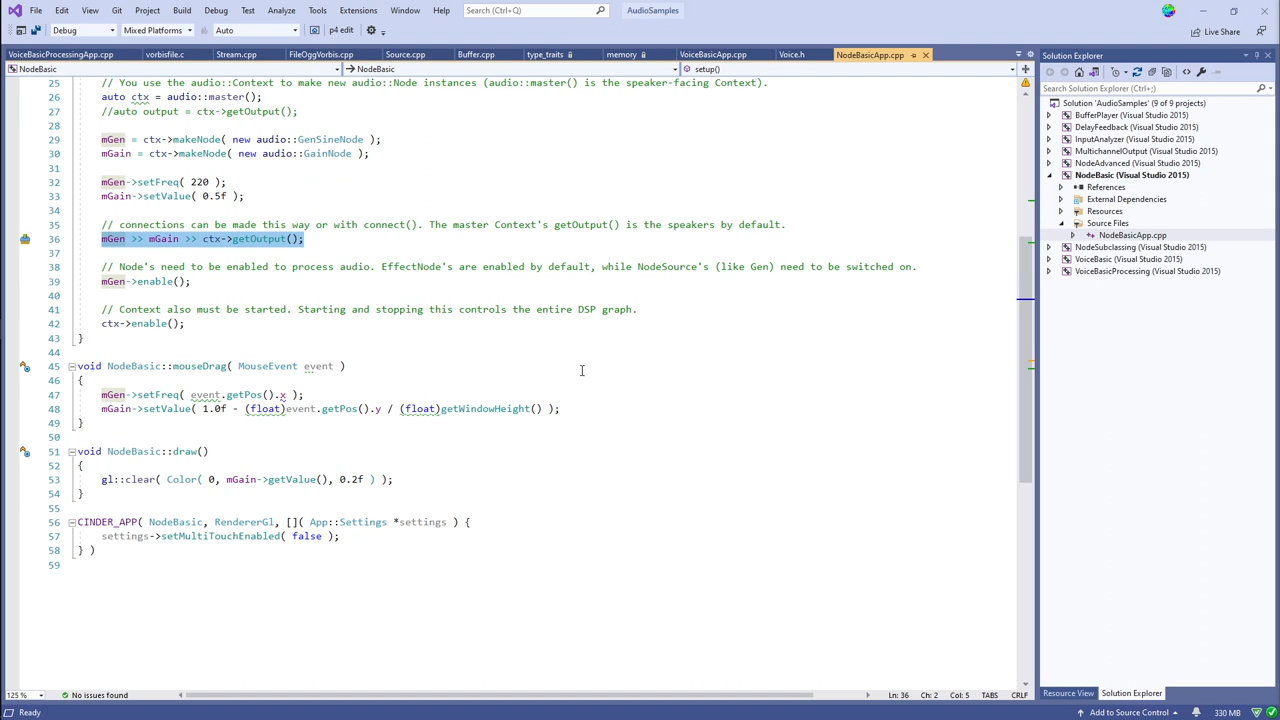 File Edit View Git Project Build Debug Test Analyze Tools Extensions Window Help Search (Ctrl+;) AudioSamples
Debug Mixed Platforms Auto p4 edit Live Share
VoiceBasicProcessingApp.cpp vorbisfile.c Stream.cpp FileOggVorbis.cpp Source.cpp Buffer.cpp type_traits memory VoiceBasicApp.cpp Voice.h NodeBasicApp.cpp
NodeBasic NodeBasic setup()
25 // You use the audio::Context to make new audio::Node instances (audio::master() is the speaker-facing Context).
26 auto ctx = audio::master();
27 //auto output = ctx->getOutput();
28
29 mGen = ctx->makeNode( new audio::GenSineNode );
30 mGain = ctx->makeNode( new audio::GainNode );
31
32 mGen->setFreq( 220 );
33 mGain->setValue( 0.5f );
34
35 // connections can be made this way or with connect(). The master Context's getOutput() is the speakers by default.
36 mGen >> mGain >> ctx->getOutput();
37
38 // Node's need to be enabled to process audio. EffectNode's are enabled by default, while NodeSource's (like Gen) need to be switched on.
39 mGen->enable();
40
41 // Context also must be started. Starting and stopping this controls the entire DSP graph.
42 ctx->enable();
43 }
44
45 void NodeBasic::mouseDrag( MouseEvent event )
46 {
47 mGen->setFreq( event.getPos().x );
48 mGain->setValue( 1.0f - (float)event.getPos().y / (float)getWindowHeight() );
49 }
50
51 void NodeBasic::draw()
52 {
53 gl::clear( Color( 0, mGain->getValue(), 0.2f ) );
54 }
55
56 CINDER_APP( NodeBasic, RendererGl, []( App::Settings *settings ) {
57 settings->setMultiTouchEnabled( false );
58 } )
59
125 % No issues found Ln: 36 Ch: 2 Col: 5 TABS CRLF
Solution Explorer
Search Solution Explorer (Ctrl+;)
Solution 'AudioSamples' (9 of 9 projects)
BufferPlayer (Visual Studio 2015)
DelayFeedback (Visual Studio 2015)
InputAnalyzer (Visual Studio 2015)
MultichannelOutput (Visual Studio 2015)
NodeAdvanced (Visual Studio 2015)
NodeBasic (Visual Studio 2015)
References
External Dependencies
Resources
Source Files
NodeBasicApp.cpp
NodeSubclassing (Visual Studio 2015)
VoiceBasic (Visual Studio 2015)
VoiceBasicProcessing (Visual Studio 2015)
Resource View Solution Explorer
Ready Add to Source Control 330 MB